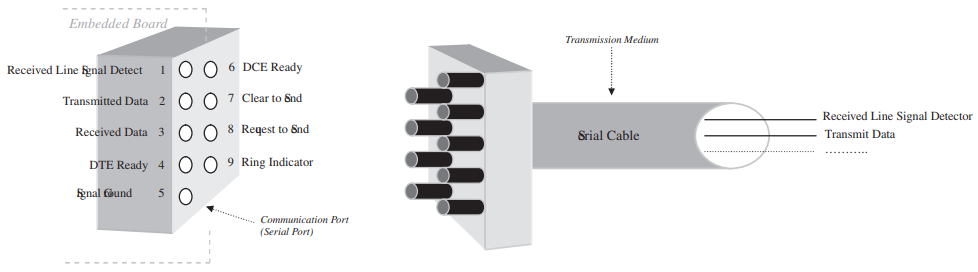 Embedded Board
Received Line Signal Detect 1
6 DCE Ready
Transmitted Data 2
7 Clear to Send
Received Data 3
8 Request to Send
DTE Ready 4
9 Ring Indicator
Signal Ground 5
Communication Port
(Serial Port)
Transmission Medium
Serial Cable
Received Line Signal Detector
Transmit Data
...........